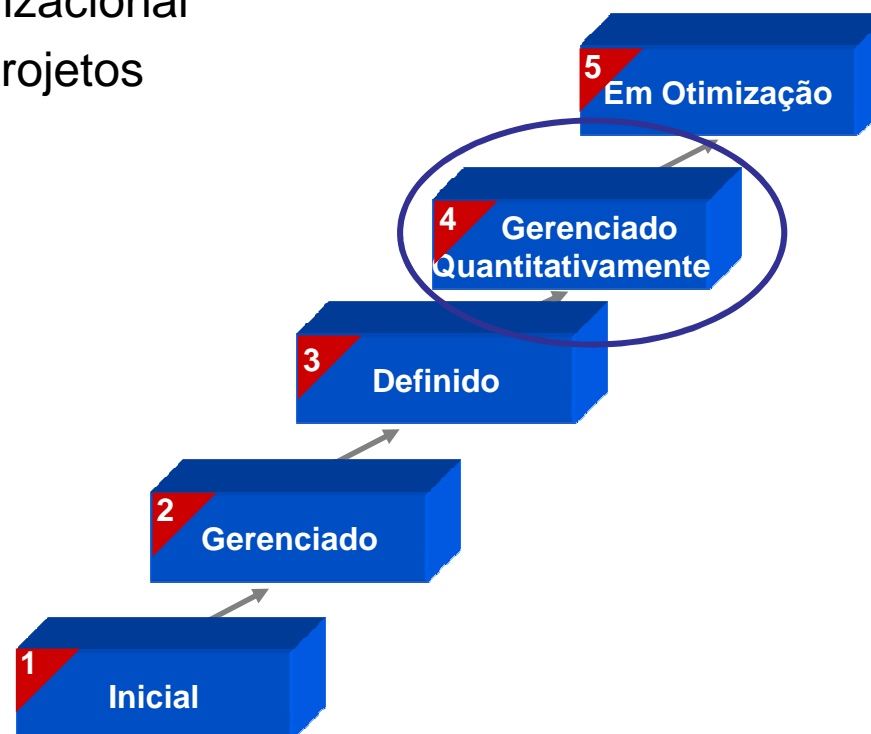 izacional
rojetos
5
Em Otimização
4
Gerenciado
Quantitativamente
3
Definido
2
Gerenciado
1
Inicial